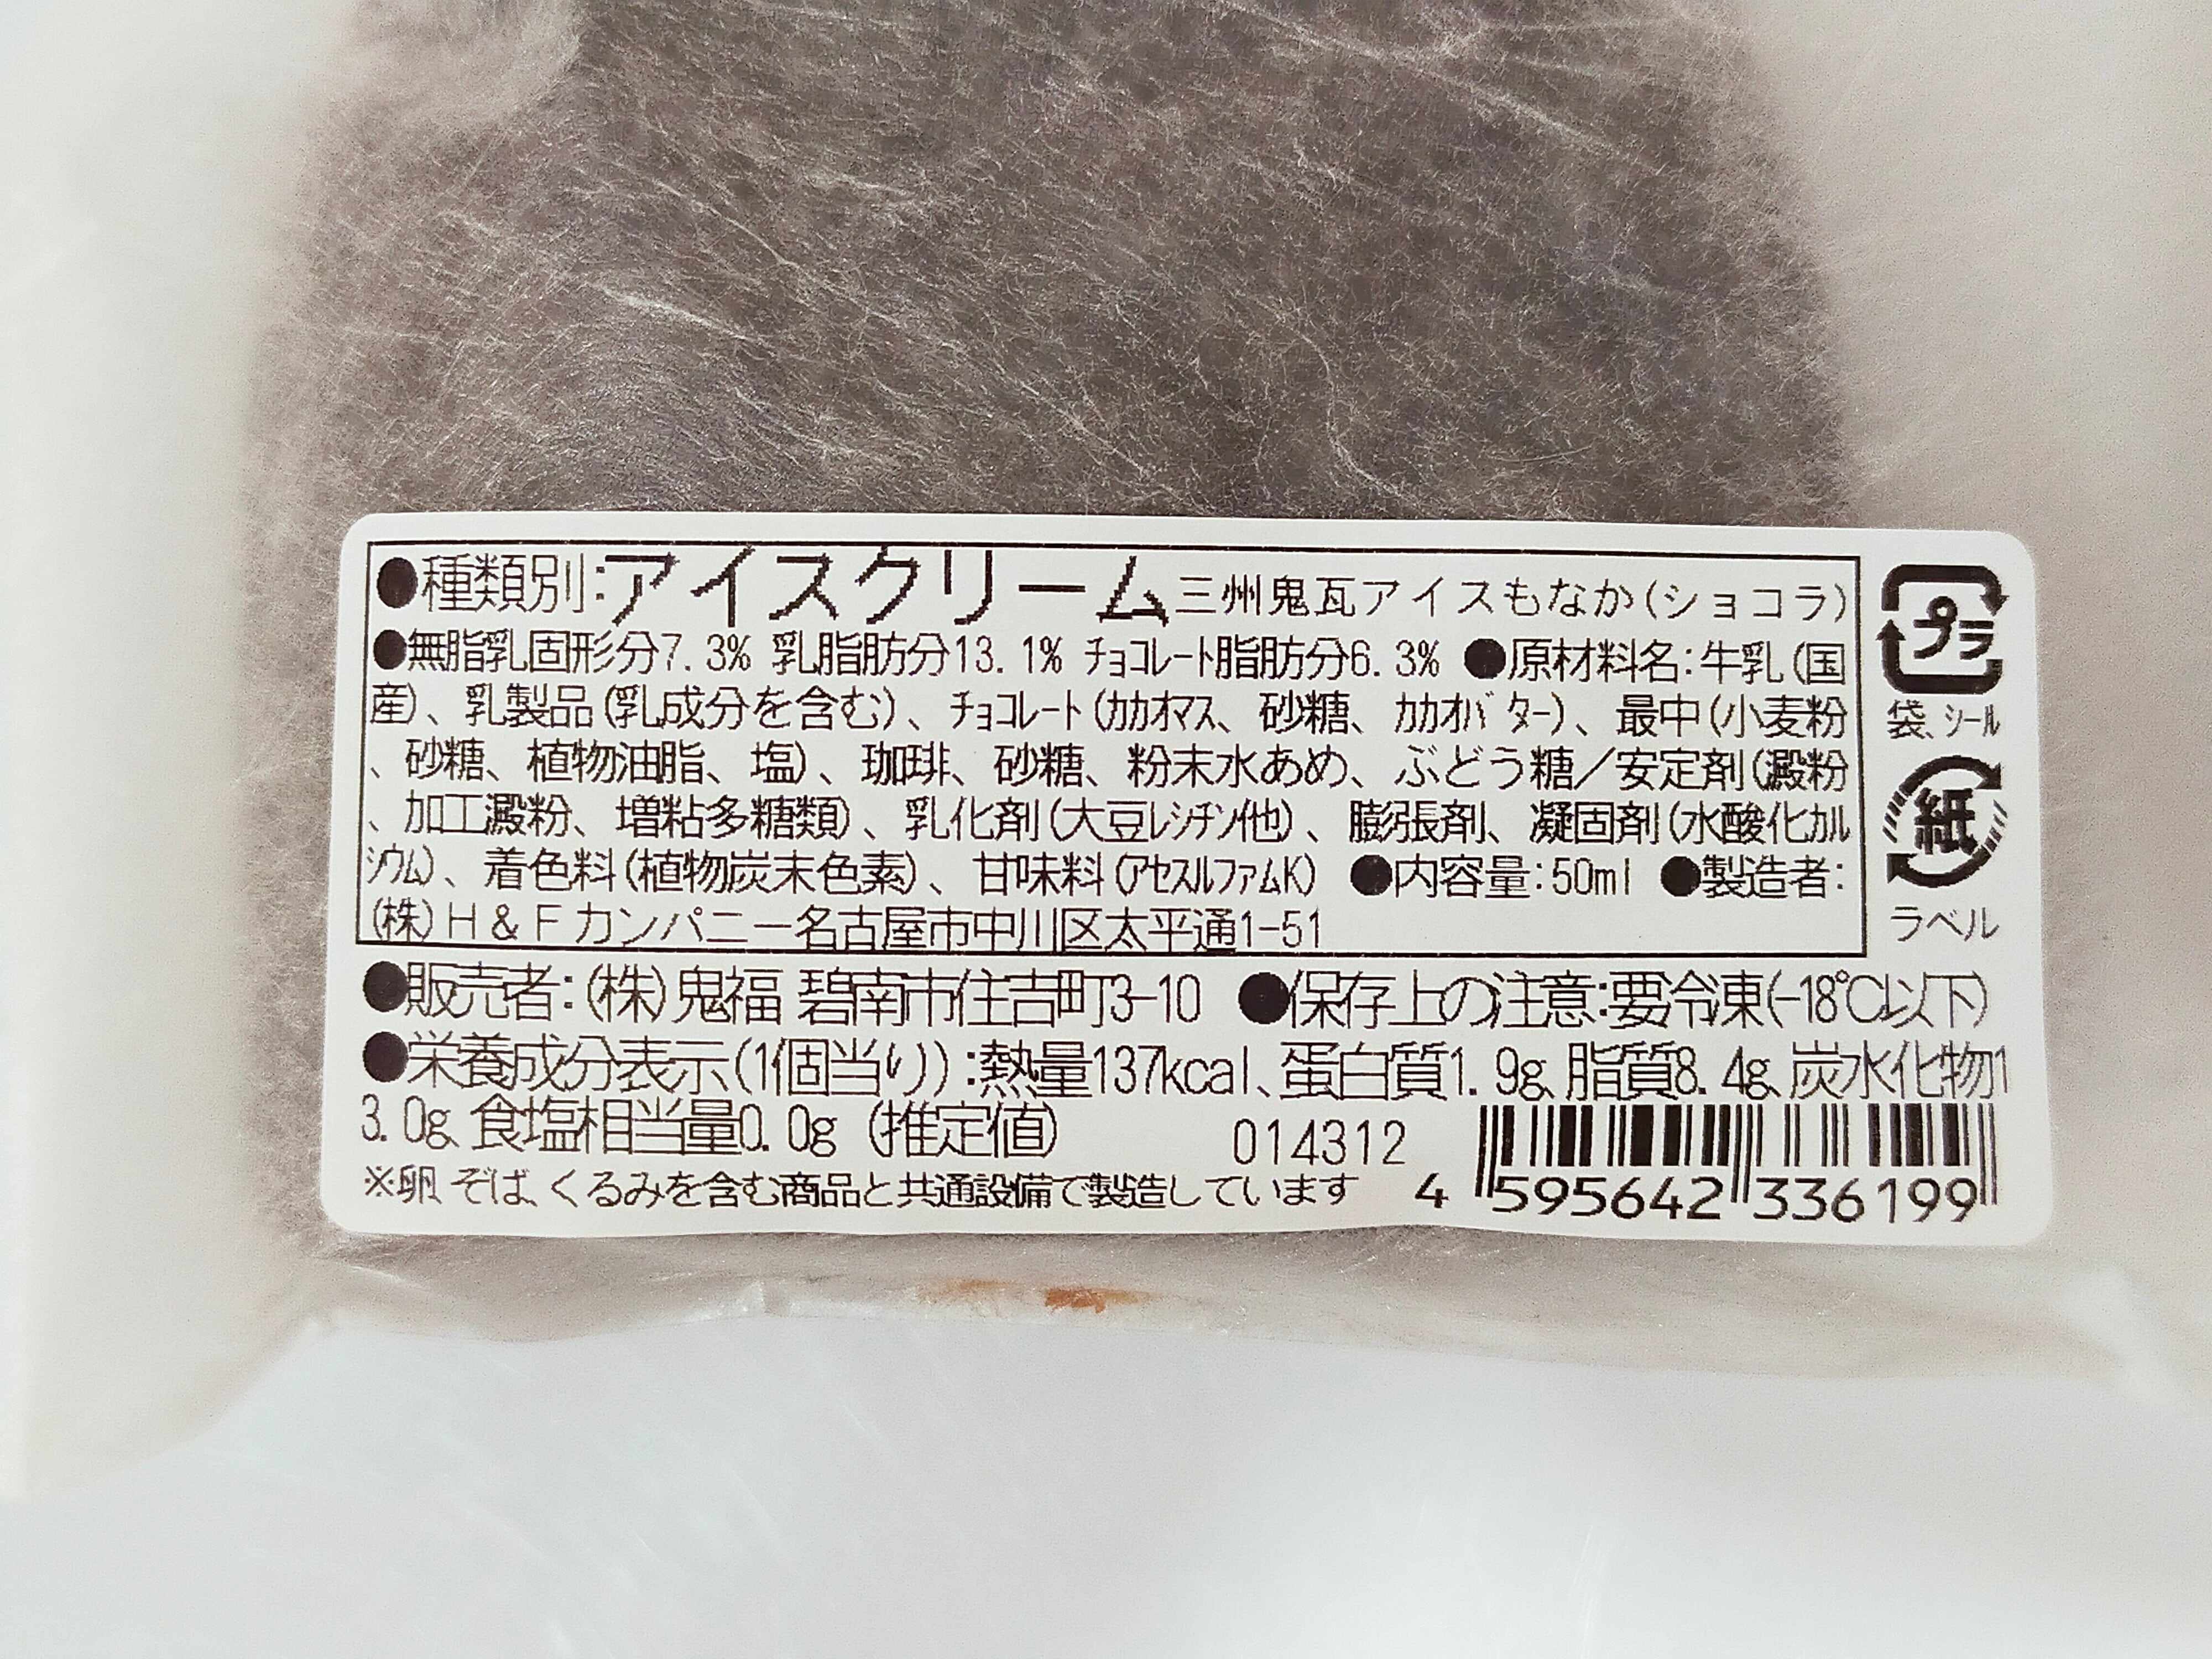 ●種類別:アイスクリーム三州鬼瓦アイスもなか(ショコラ)
●無脂乳固形分7.3% 乳脂肪分13.1% チョコレート脂肪分6.3% ●原材料名:牛乳(国
産)、乳製品(乳成分を含む)、チョコレート(カカオマス、砂糖、カカオバター)、最中(小麦粉
、砂糖、植物油脂、塩)、珈琲、砂糖、粉末水あめ、ぶどう糖/安定剤(澱粉
、加工澱粉、増粘多糖類)、乳化剤(大豆レシチン他)、膨張剤、凝固剤(水酸化カル
シウム)、着色料(植物炭末色素)、甘味料(アセスルファムK) ●内容量:50ml ●製造者:
(株)H&Fカンパニー名古屋市中川区太平通1-51
プラ
袋、シール
紙
ラベル
●販売者:(株)鬼福 碧南市住吉町3-10 ●保存上の注意:要冷凍(-18℃以下)
●栄養成分表示(1個当り):熱量137kcal、蛋白質1.9g、脂質8.4g、炭水化物1
3.0g、食塩相当量0.0g (推定値) 014312
※卵、そば、くるみを含む商品と共通設備で製造しています 4 595642 336199